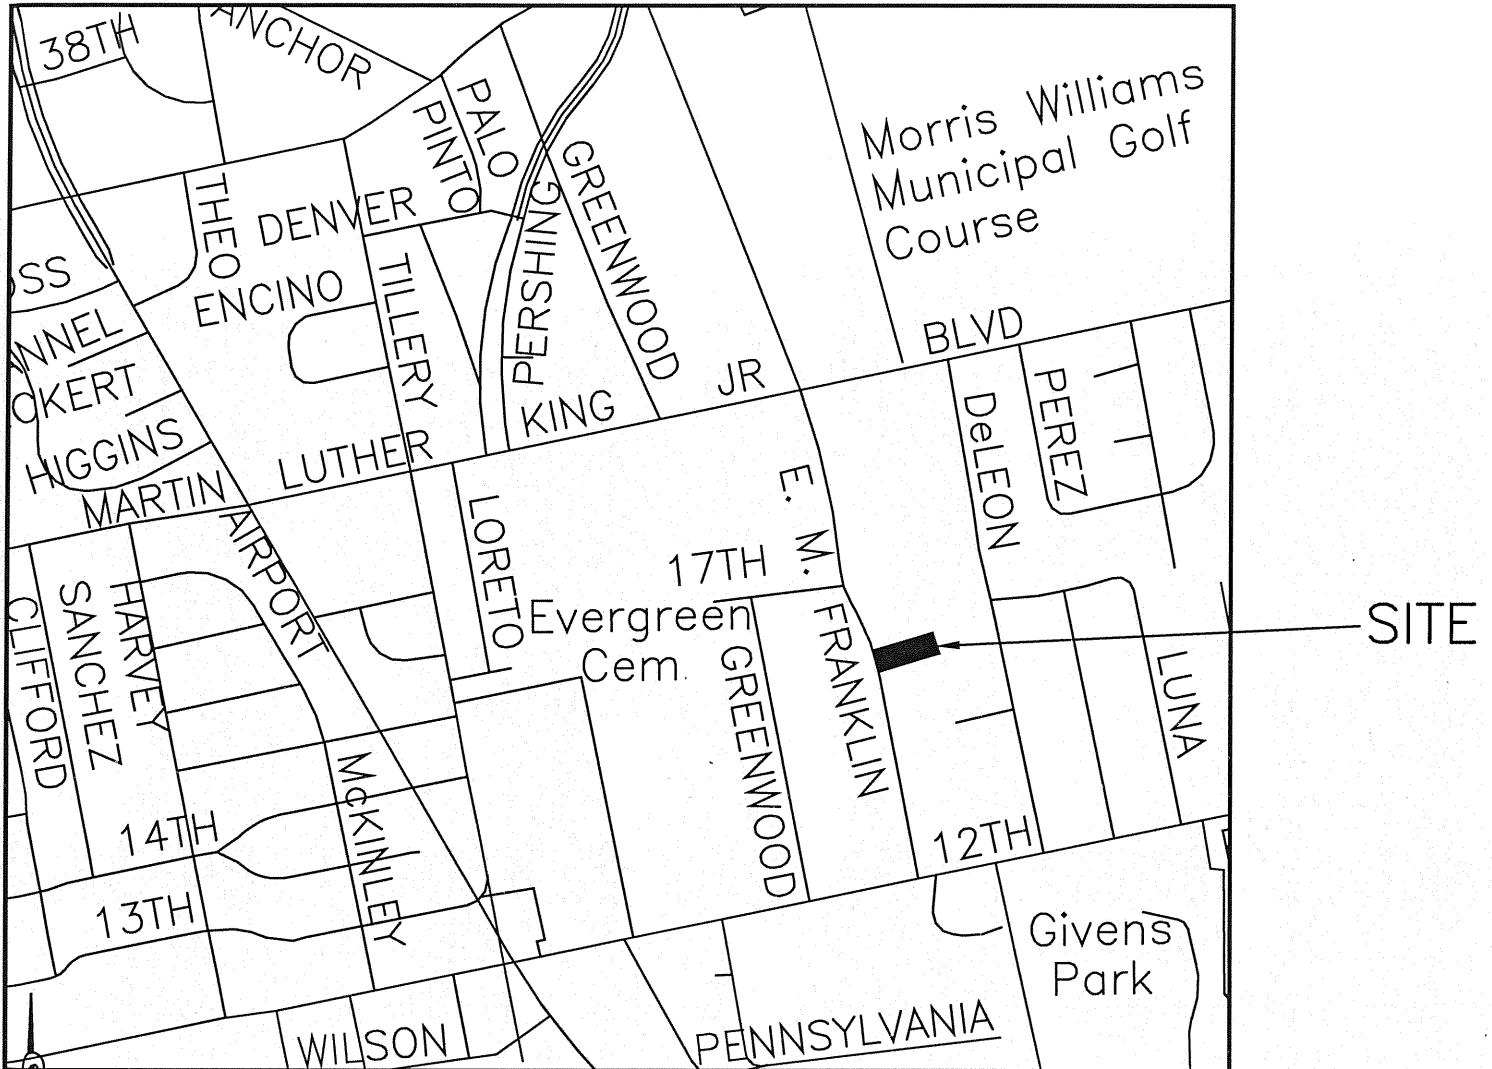 38TH
ANCHOR
PALO
PINTO
GREENWOOD
Morris Williams
Municipal Golf
Course
THEO
DENVER
PERSHING
OSS
ENCINO
TILLERY
NNEL
CKERT
HIGGINS
MARTIN
LUTHER
KING
JR
BLVD
DeLEON
PEREZ
AIRPORT
LORETO
E. M.
FRANKLIN
17TH
Evergreen
Cem.
GREENWOOD
SITE
LUNA
CLIFFORD
SANCHEZ
HARVEY
McKINLEY
14TH
13TH
12TH
Givens
Park
WILSON
PENNSYLVANIA